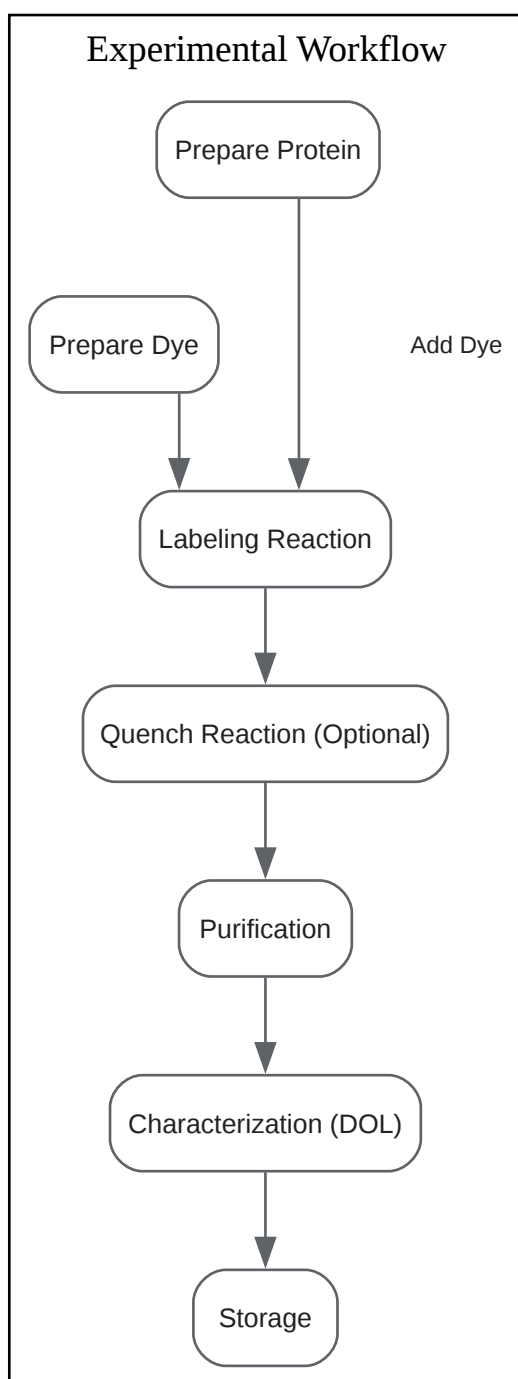 Experimental Workflow
Prepare Protein
Prepare Dye
Add Dye
Labeling Reaction
Quench Reaction (Optional)
Purification
Characterization (DOL)
Storage